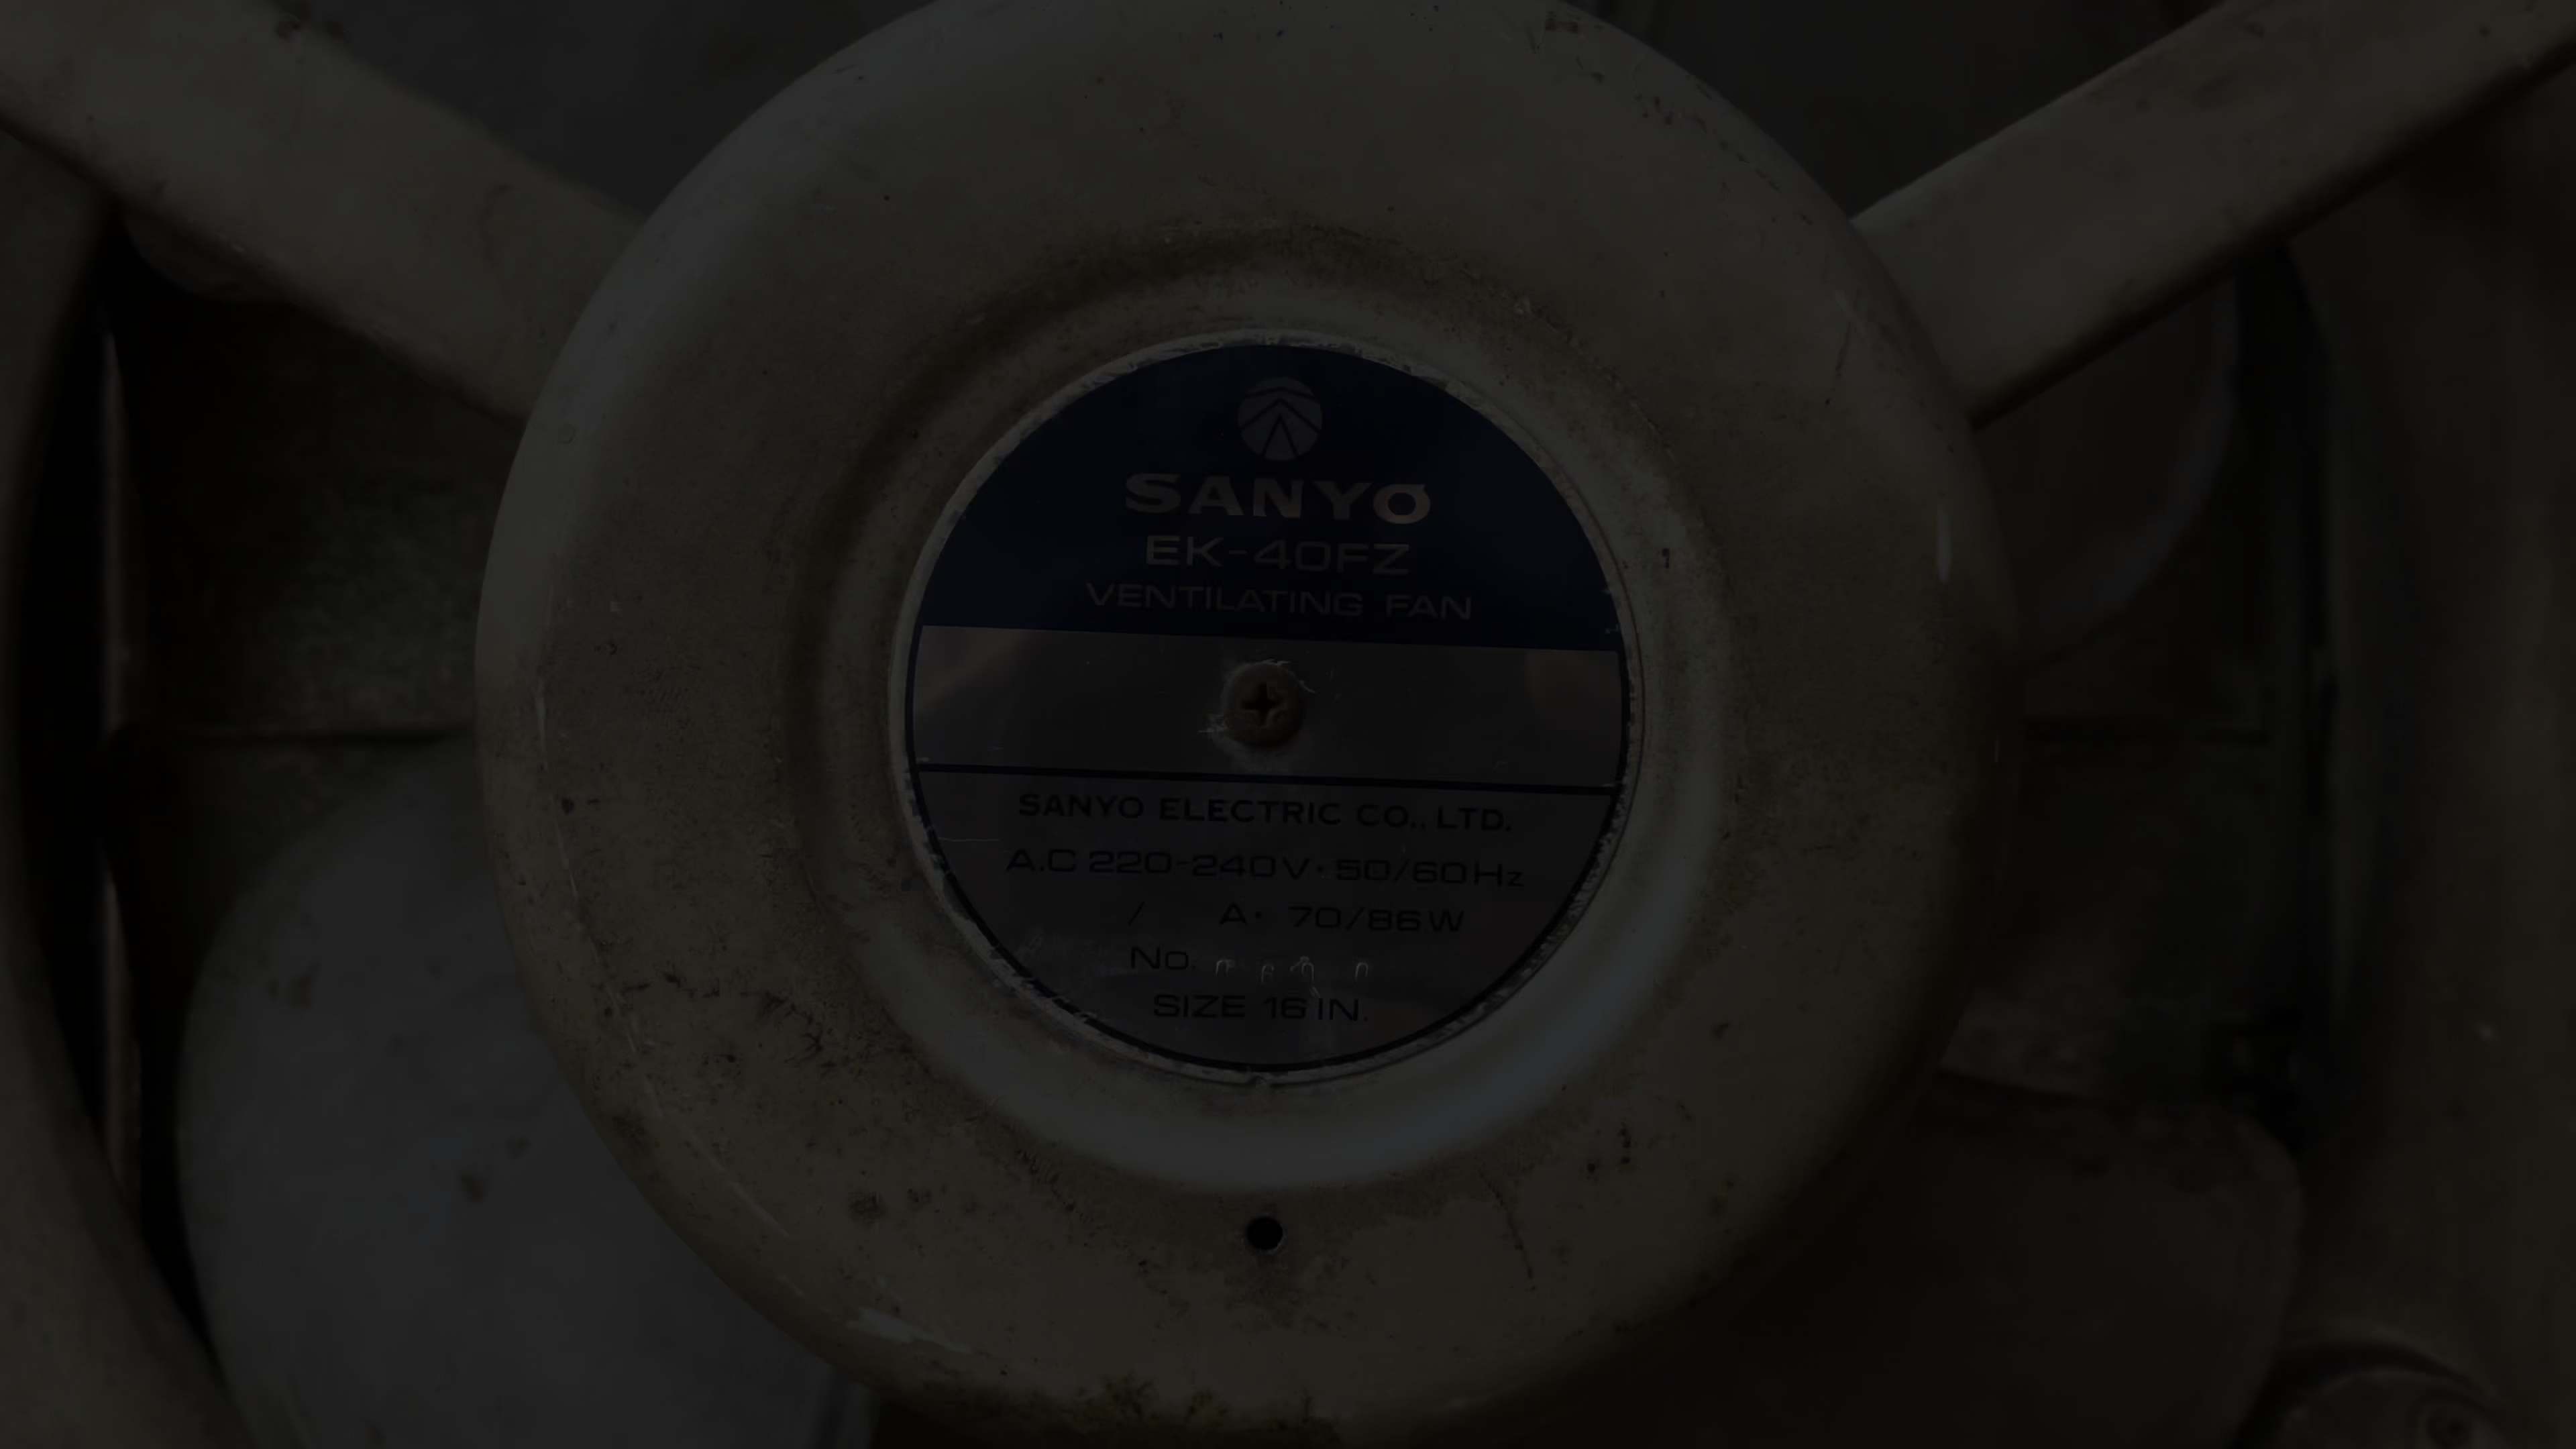 SANYO
EK-40FZ
VENTILATING FAN
SANYO ELECTRIC CO., LTD.
A.C 220-240V· 50/60Hz
/ A· 70/86W
No.
SIZE 16 IN.